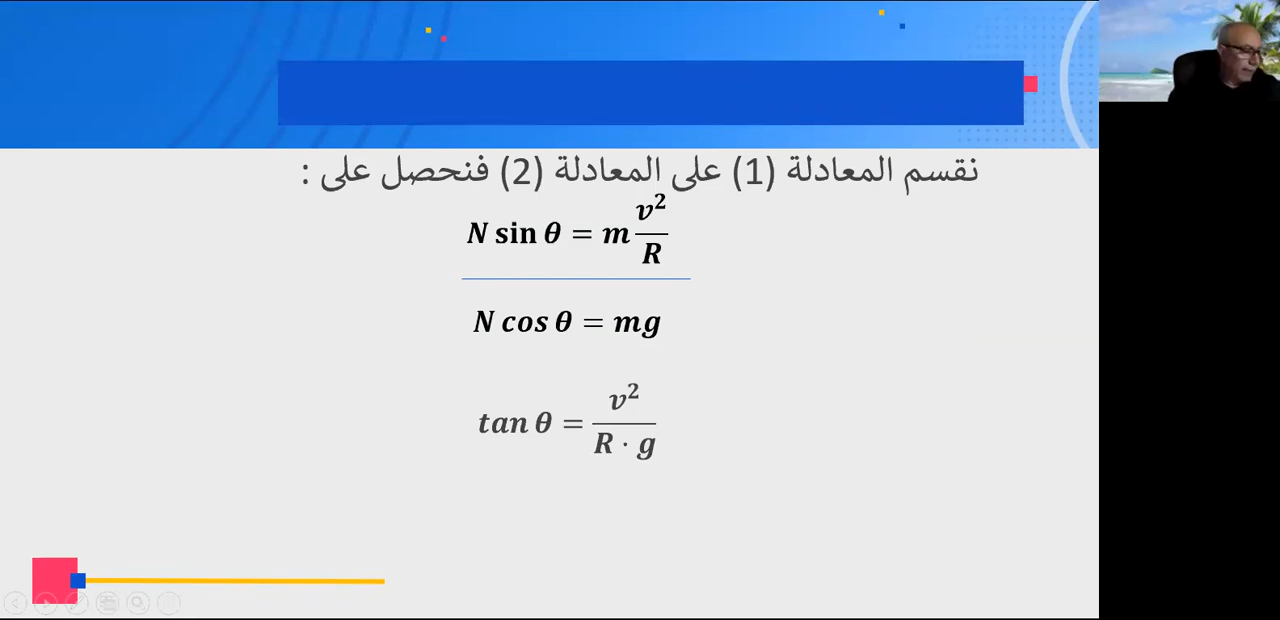 نقسم المعادلة (1) على المعادلة (2) فنحصل على :
N sin θ = m v²/R
N cos θ = mg
tan θ = v²/(R · g)